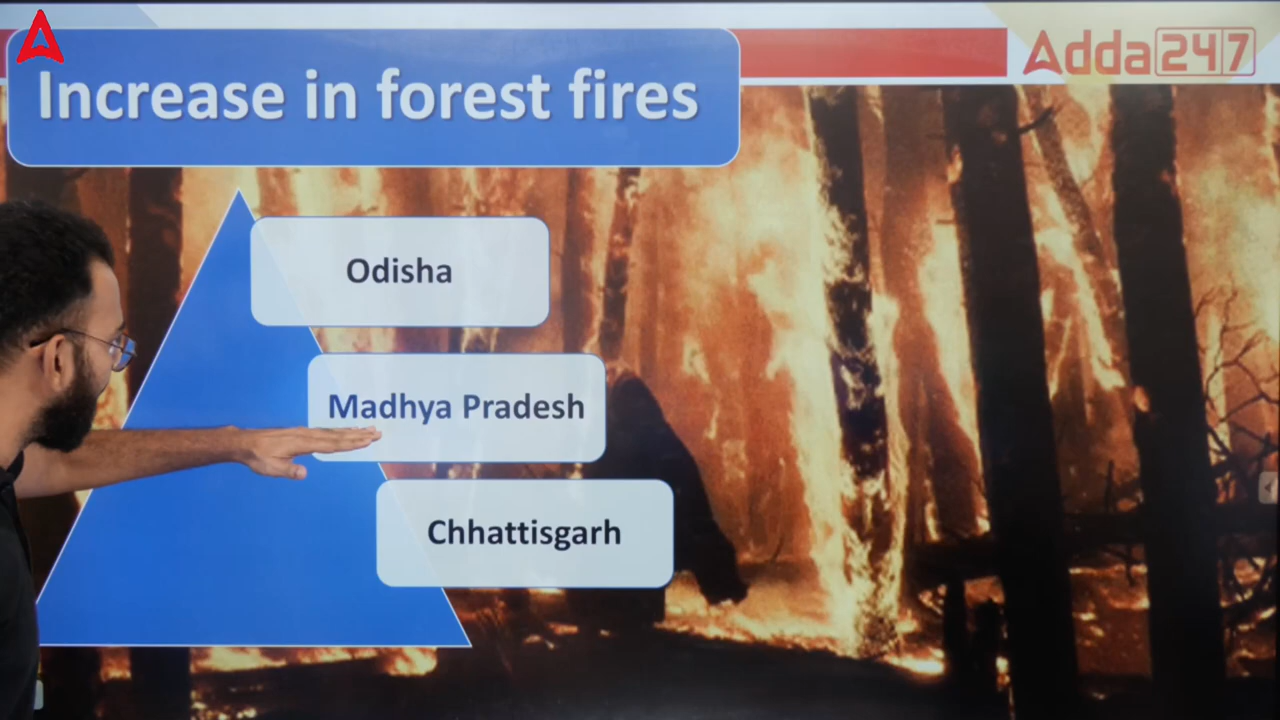 Adda247
Increase in forest fires
Odisha
Madhya Pradesh
Chhattisgarh